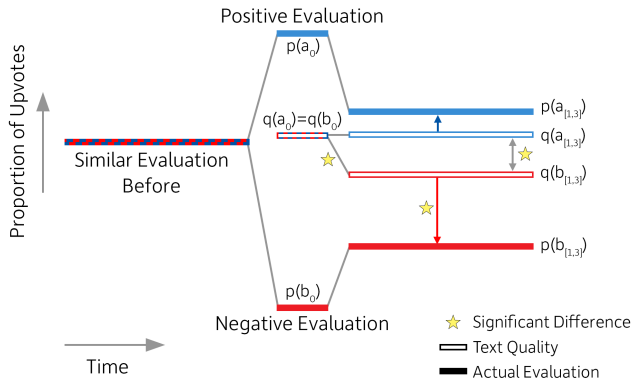 Positive Evaluation
p(a₀)
Proportion of Upvotes
p(a[1,3])
q(a₀)=q(b₀)
q(a[1,3])
Similar Evaluation
Before
q(b[1,3])
p(b[1,3])
p(b₀)
Negative Evaluation
Significant Difference
Text Quality
Time
Actual Evaluation